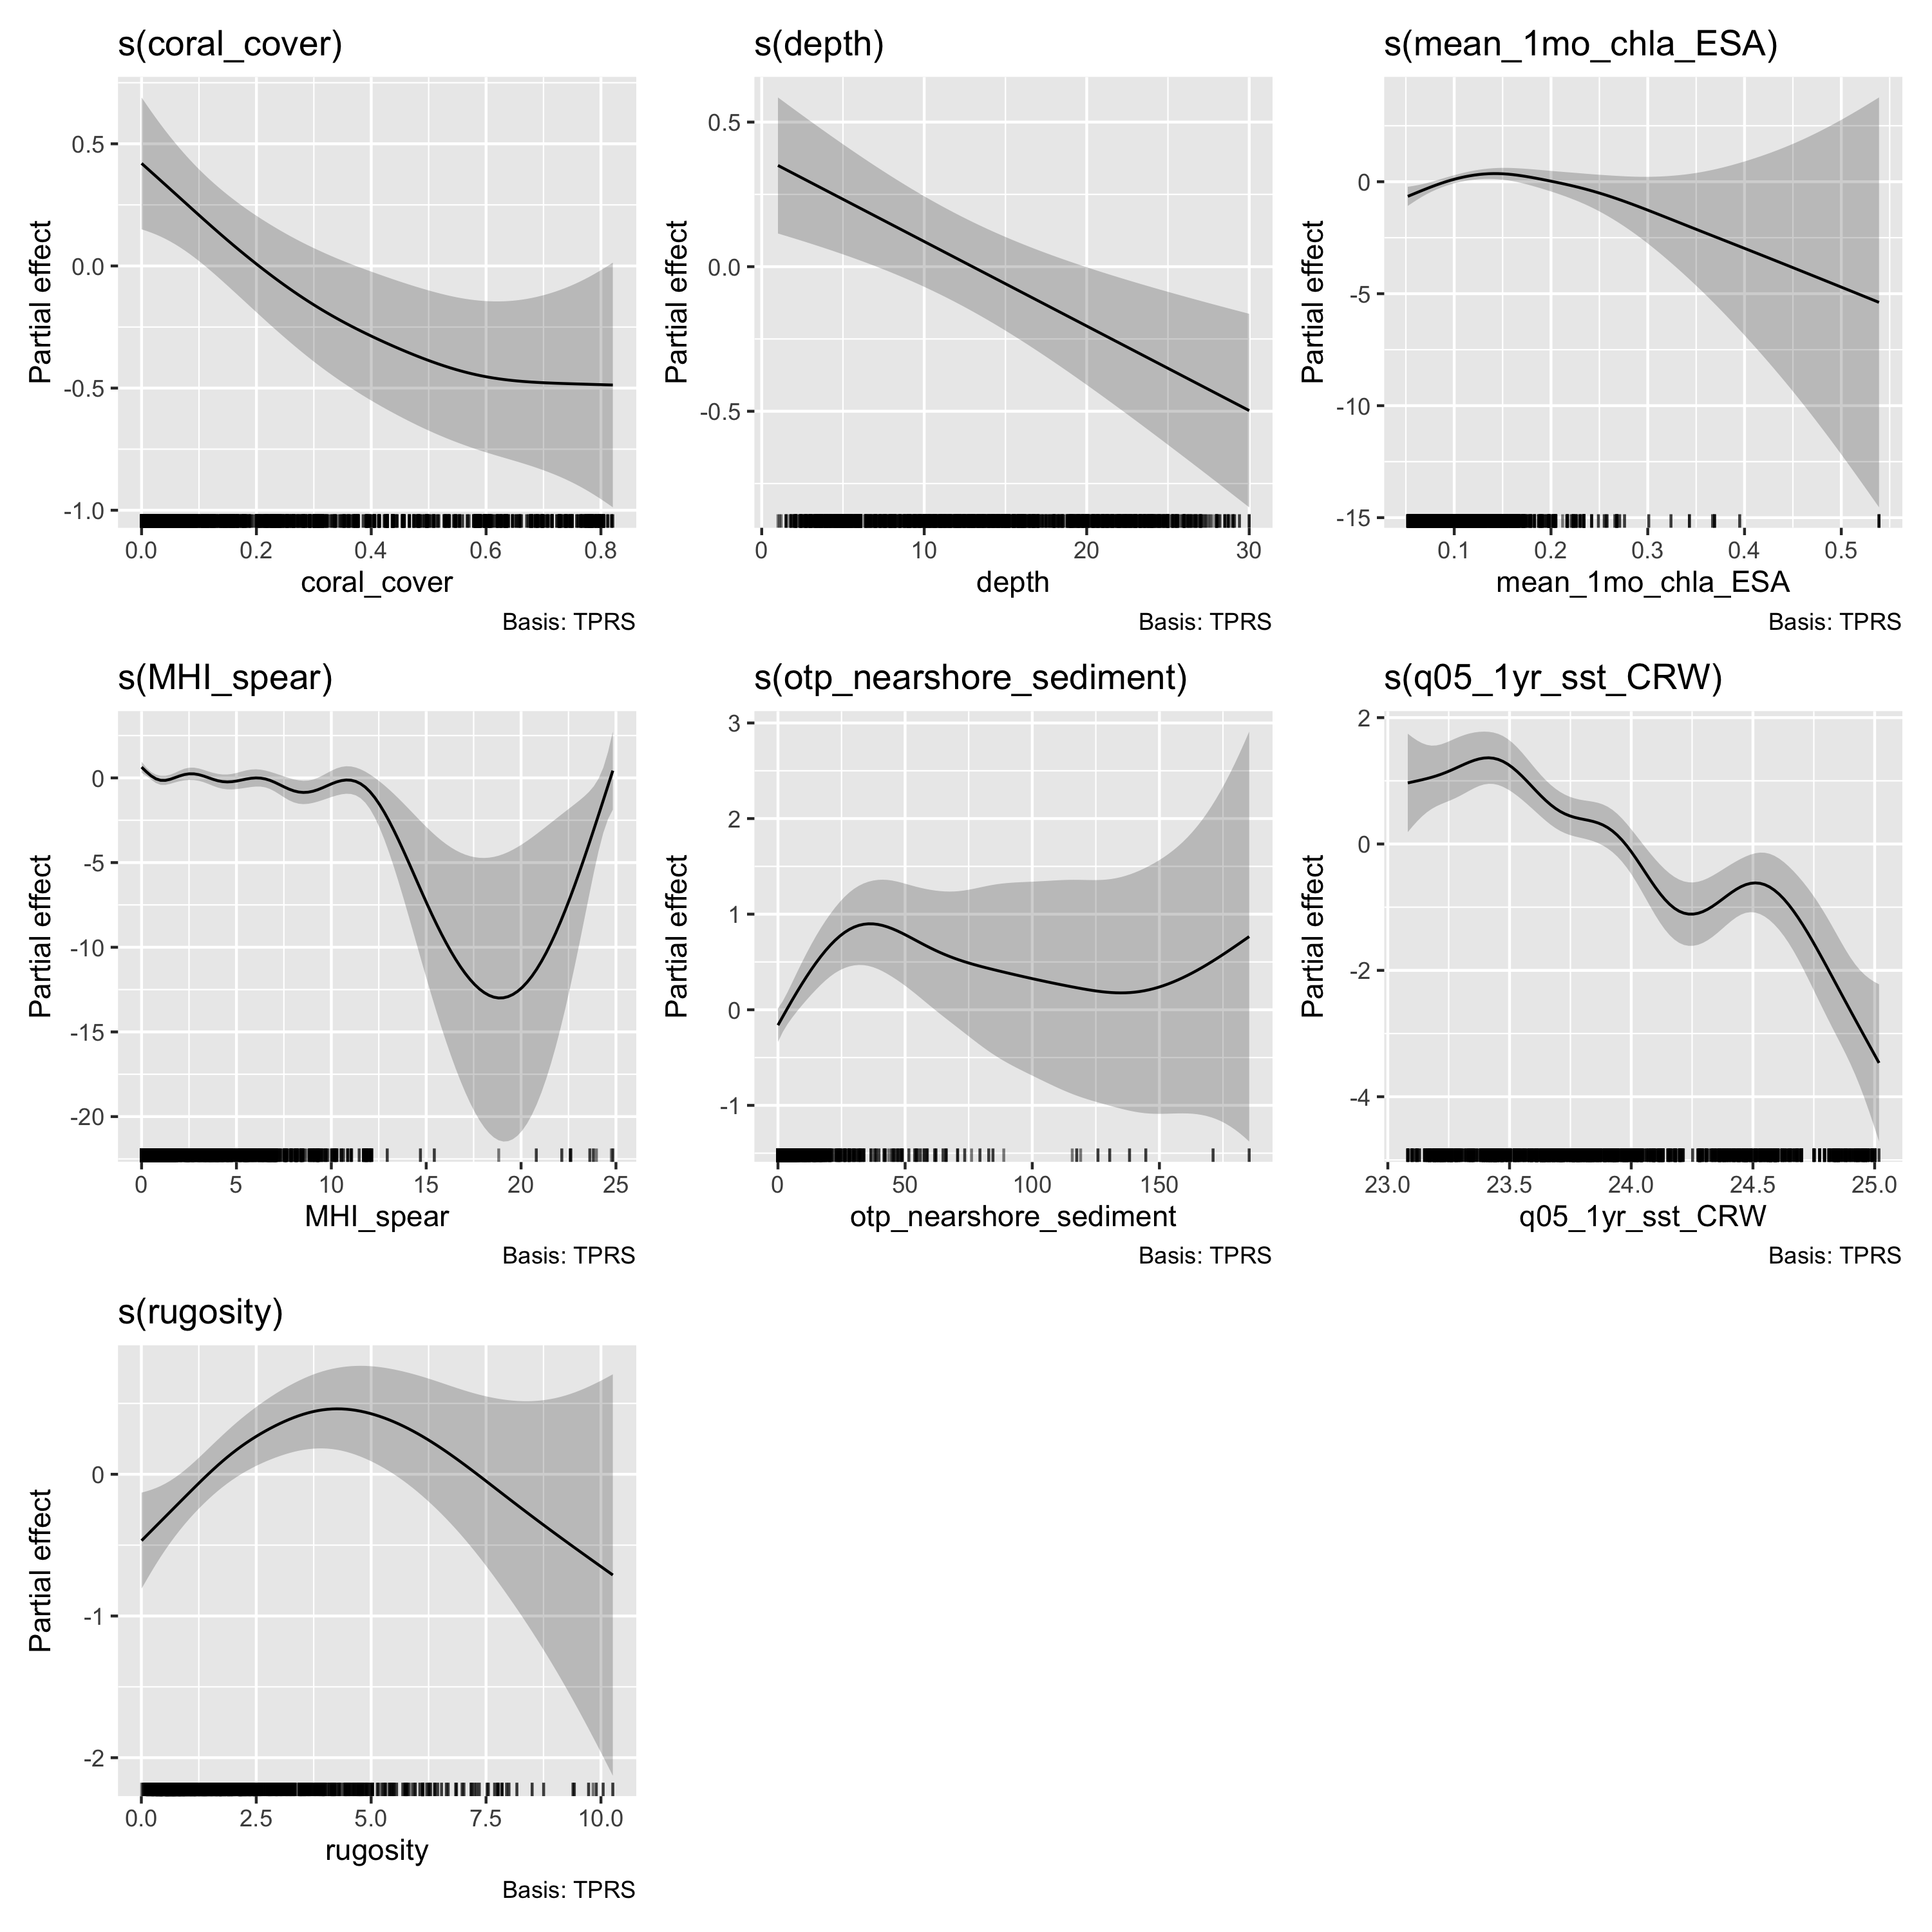 s(coral_cover)
Partial effect
0.5
0.0
-0.5
-1.0
0.0 0.2 0.4 0.6 0.8
coral_cover
Basis: TPRS
s(depth)
Partial effect
0.5
0.0
-0.5
0 10 20 30
depth
Basis: TPRS
s(mean_1mo_chla_ESA)
Partial effect
0
-5
-10
-15
0.1 0.2 0.3 0.4 0.5
mean_1mo_chla_ESA
Basis: TPRS
s(MHI_spear)
Partial effect
0
-5
-10
-15
-20
0 5 10 15 20 25
MHI_spear
Basis: TPRS
s(otp_nearshore_sediment)
Partial effect
3
2
1
0
-1
0 50 100 150
otp_nearshore_sediment
Basis: TPRS
s(q05_1yr_sst_CRW)
Partial effect
2
0
-2
-4
23.0 23.5 24.0 24.5 25.0
q05_1yr_sst_CRW
Basis: TPRS
s(rugosity)
Partial effect
0
-1
-2
0.0 2.5 5.0 7.5 10.0
rugosity
Basis: TPRS